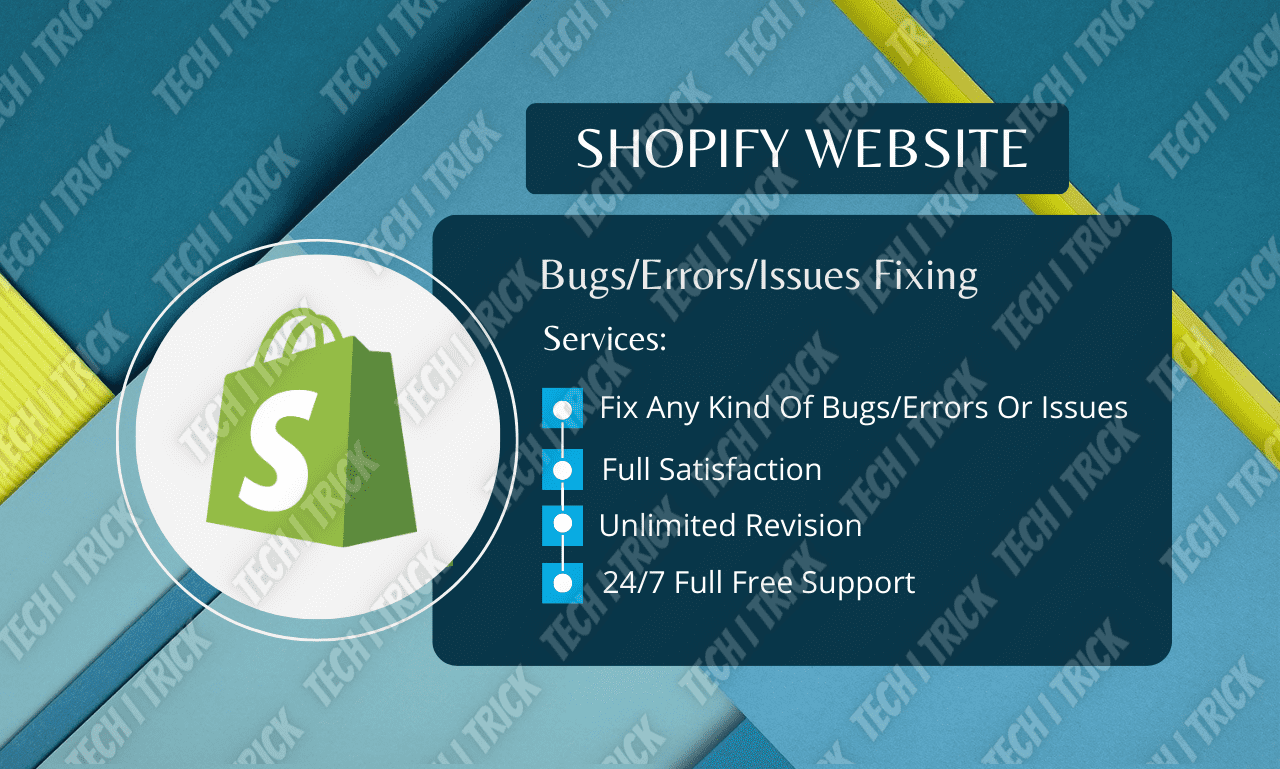 SHOPIFY WEBSITE
Bugs/Errors/Issues Fixing
Services:
Fix Any Kind Of Bugs/Errors Or Issues
Full Satisfaction
Unlimited Revision
24/7 Full Free Support
S
TECH I TRICK